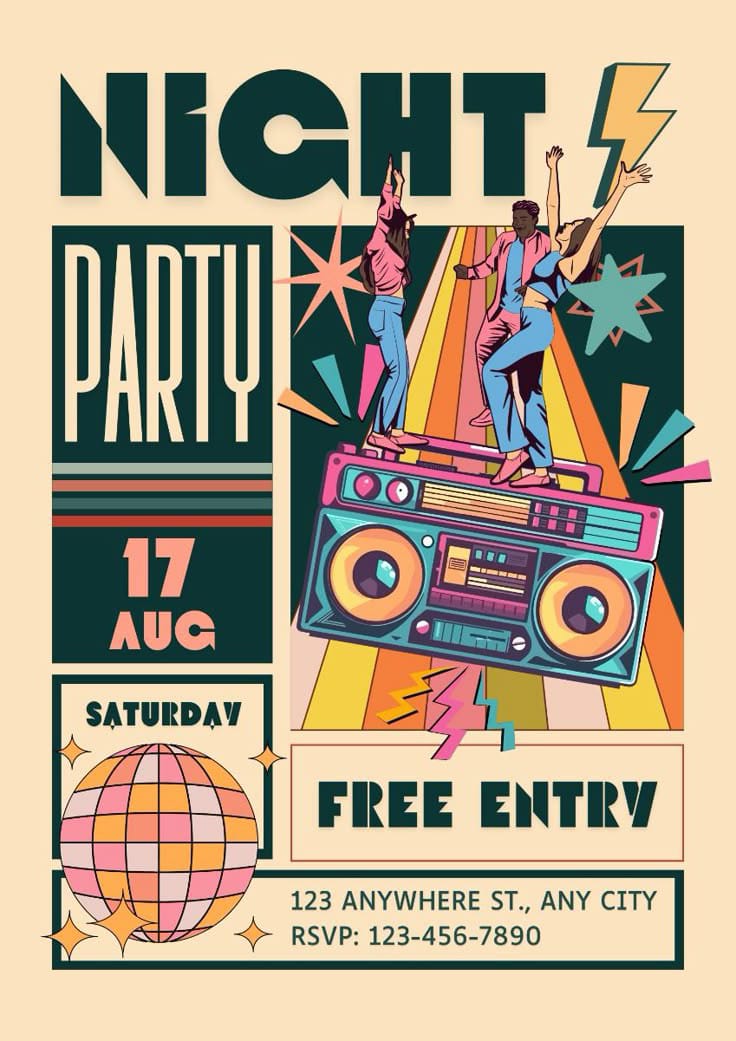 NIGHT
PARTY
17
AUG
SATURDAY
FREE ENTRY
123 ANYWHERE ST., ANY CITY
RSVP: 123-456-7890